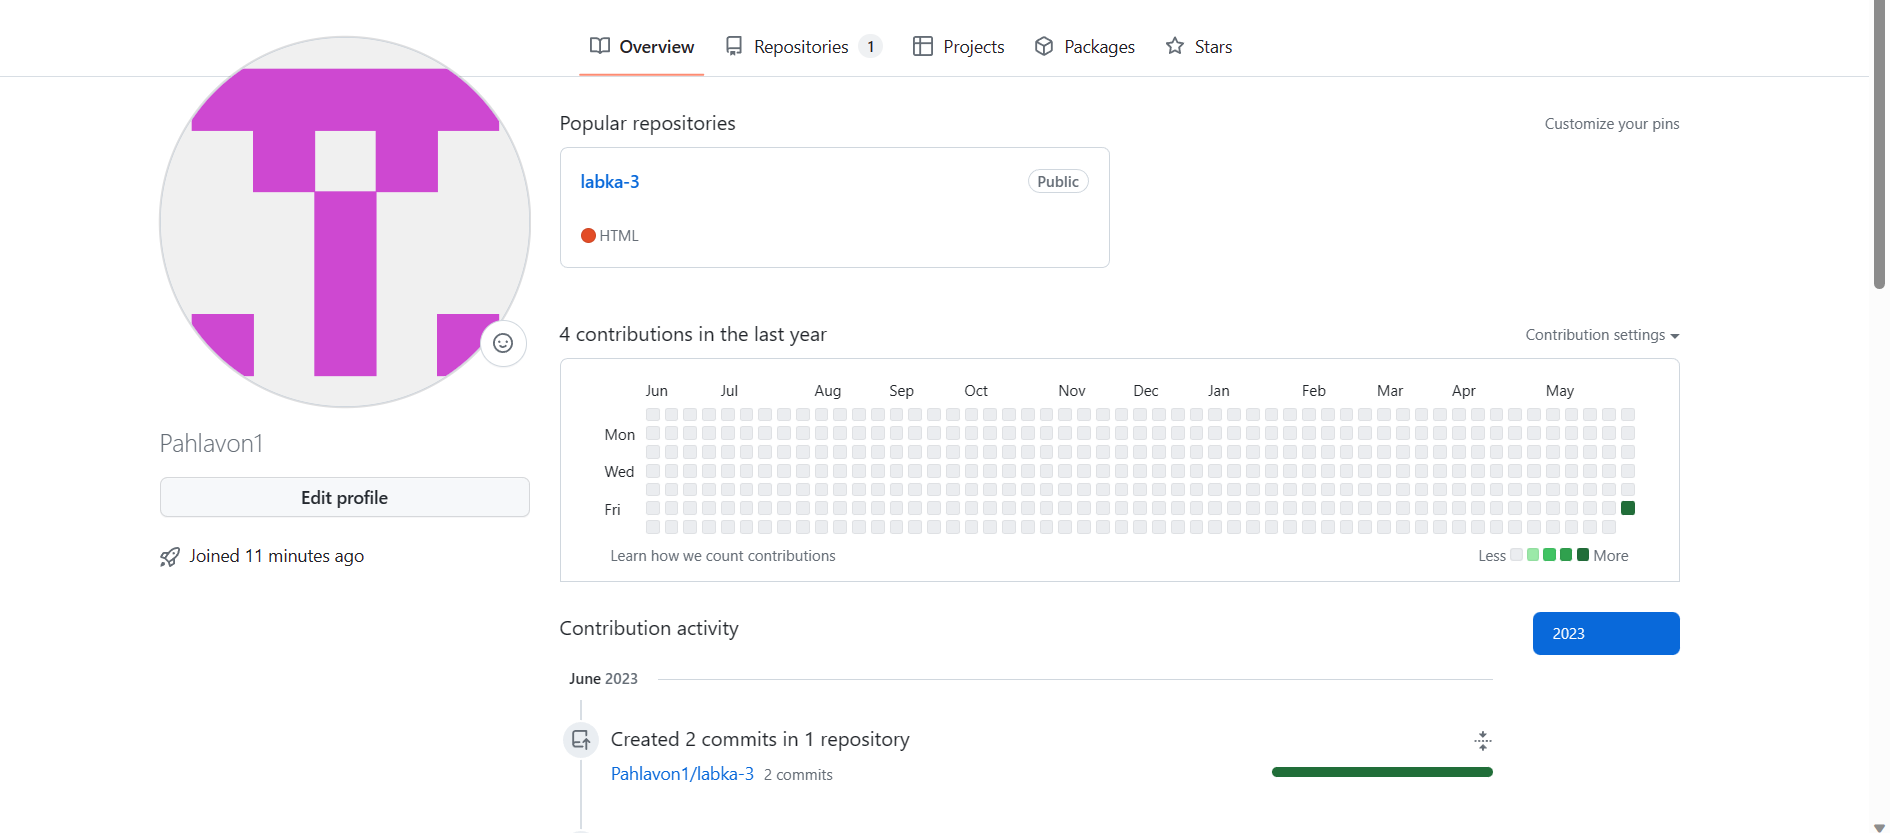 Overview Repositories 1 Projects Packages Stars
Pahlavon1
Edit profile
Joined 11 minutes ago
Popular repositories Customize your pins
labka-3 Public
HTML
4 contributions in the last year Contribution settings
Jun Jul Aug Sep Oct Nov Dec Jan Feb Mar Apr May
Mon
Wed
Fri
Learn how we count contributions Less More
Contribution activity 2023
June 2023
Created 2 commits in 1 repository
Pahlavon1/labka-3 2 commits